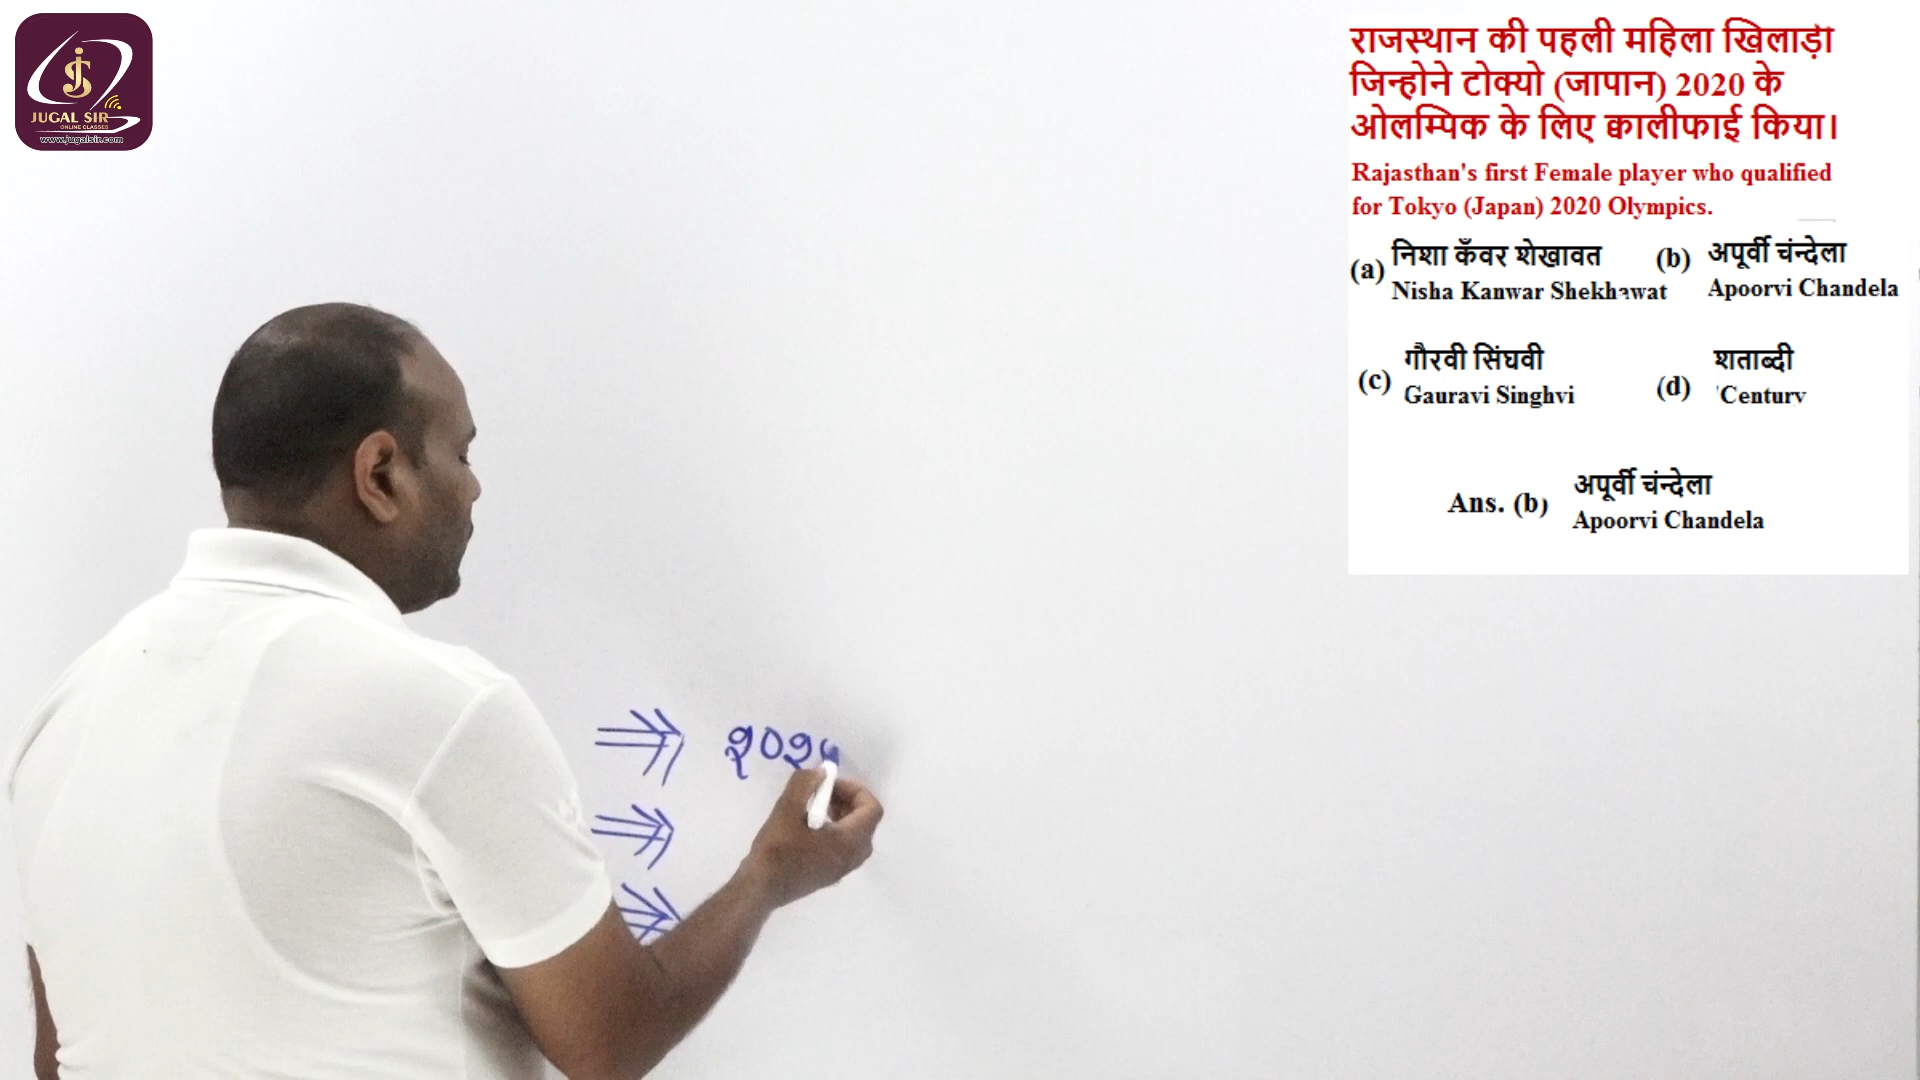 JS
JUGAL SIR
ONLINE CLASSES
www.jugalsir.com
राजस्थान की पहली महिला खिलाड़ी
जिन्होने टोक्यो (जापान) 2020 के
ओलम्पिक के लिए क्वालीफाई किया।
Rajasthan's first Female player who qualified
for Tokyo (Japan) 2020 Olympics.
(a) निशा कँवर शेखावत (b) अपूर्वी चंन्देला
Nisha Kanwar Shekhawat Apoorvi Chandela
(c) गौरवी सिंघवी (d) शताब्दी
Gauravi Singhvi 'Century
Ans. (b) अपूर्वी चंन्देला
Apoorvi Chandela